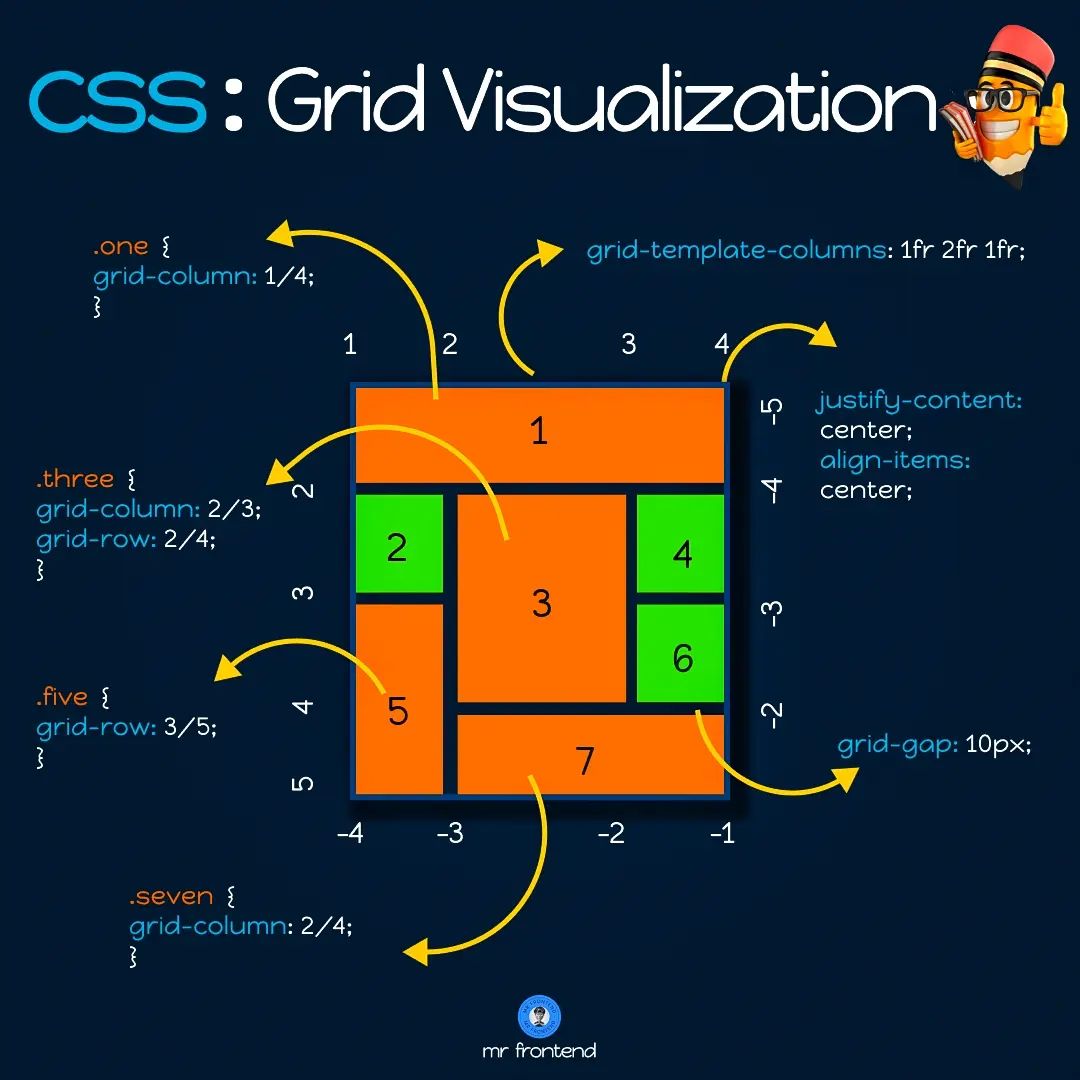 CSS : Grid Visualization
.one {
grid-column: 1/4;
}
grid-template-columns: 1fr 2fr 1fr;
1 2 3 4
justify-content:
center;
align-items:
center;
.three {
grid-column: 2/3;
grid-row: 2/4;
}
.five {
grid-row: 3/5;
}
2
3
4
5
1
2
3
4
5
6
7
-5
-4
-3
-2
grid-gap: 10px;
-4 -3 -2 -1
.seven {
grid-column: 2/4;
}
MR FRONTEND
mr frontend